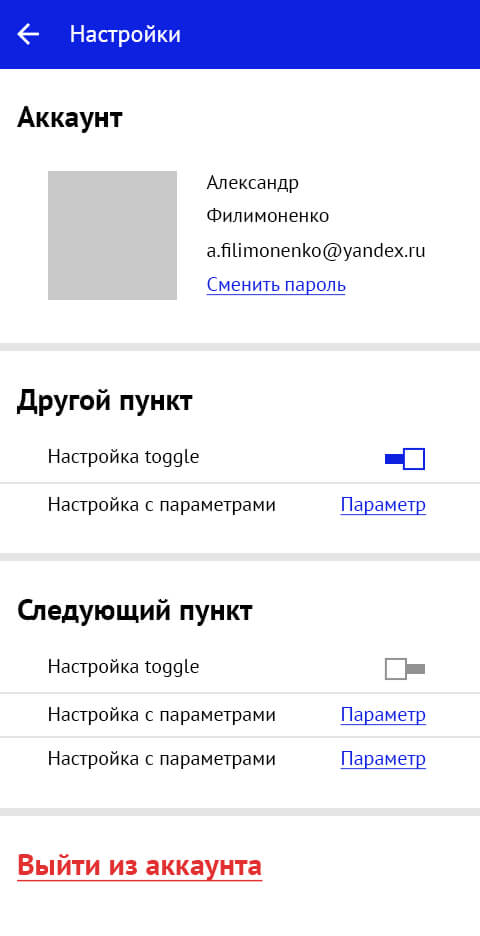 Настройки
Аккаунт
Александр
Филимоненко
a.filimonenko@yandex.ru
Сменить пароль
Другой пункт
Настройка toggle
Настройка с параметрами Параметр
Следующий пункт
Настройка toggle
Настройка с параметрами Параметр
Настройка с параметрами Параметр
Выйти из аккаунта